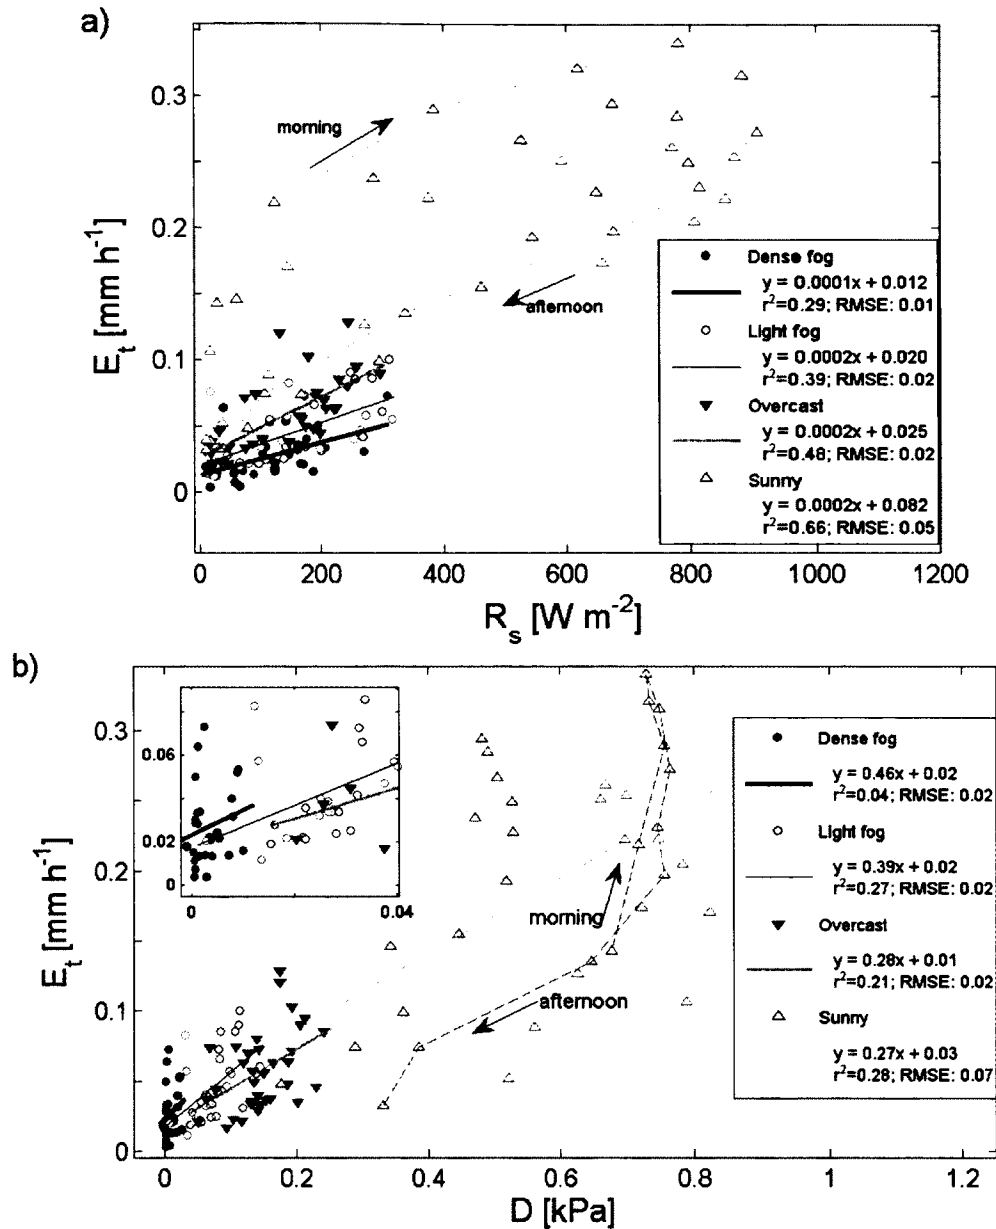 a)
0.3
0.2
0.1
0
E_t [mm h^-1]
morning
afternoon
Dense fog
y = 0.0001x + 0.012
r²=0.29; RMSE: 0.01
Light fog
y = 0.0002x + 0.020
r²=0.39; RMSE: 0.02
Overcast
y = 0.0002x + 0.025
r²=0.48; RMSE: 0.02
Sunny
y = 0.0002x + 0.082
r²=0.66; RMSE: 0.05
0 200 400 600 800 1000 1200
R_s [W m^-2]
b)
0.3
0.2
0.1
0
E_t [mm h^-1]
0.06
0.02
0
0 0.04
morning
afternoon
Dense fog
y = 0.46x + 0.02
r²=0.04; RMSE: 0.02
Light fog
y = 0.39x + 0.02
r²=0.27; RMSE: 0.02
Overcast
y = 0.28x + 0.01
r²=0.21; RMSE: 0.02
Sunny
y = 0.27x + 0.03
r²=0.28; RMSE: 0.07
0 0.2 0.4 0.6 0.8 1 1.2
D [kPa]